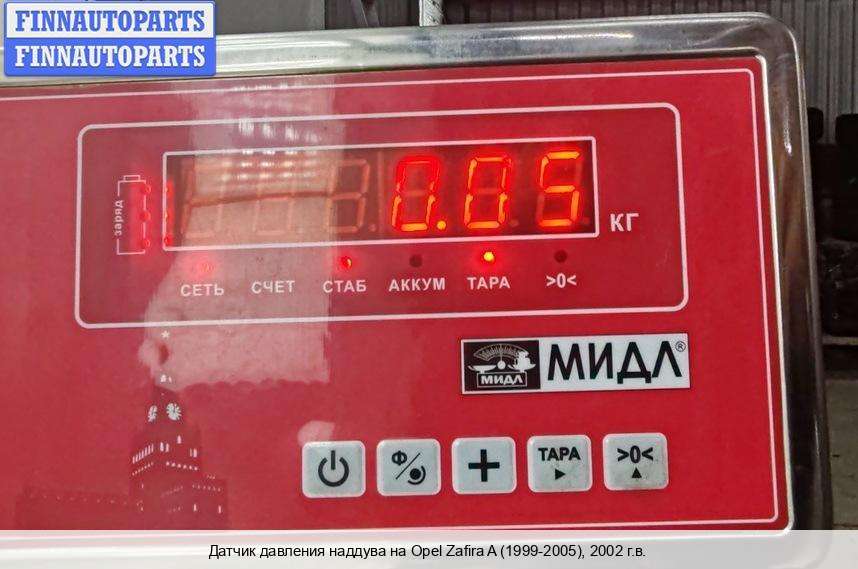 FINNAUTOPARTS
FINNAUTOPARTS
заряд
0.05
КГ
СЕТЬ СЧЕТ СТАБ АККУМ ТАРА >0<
МИДЛ
МИДЛ®
Ф
+
ТАРА
>0<
Датчик давления наддува на Opel Zafira A (1999-2005), 2002 г.в.